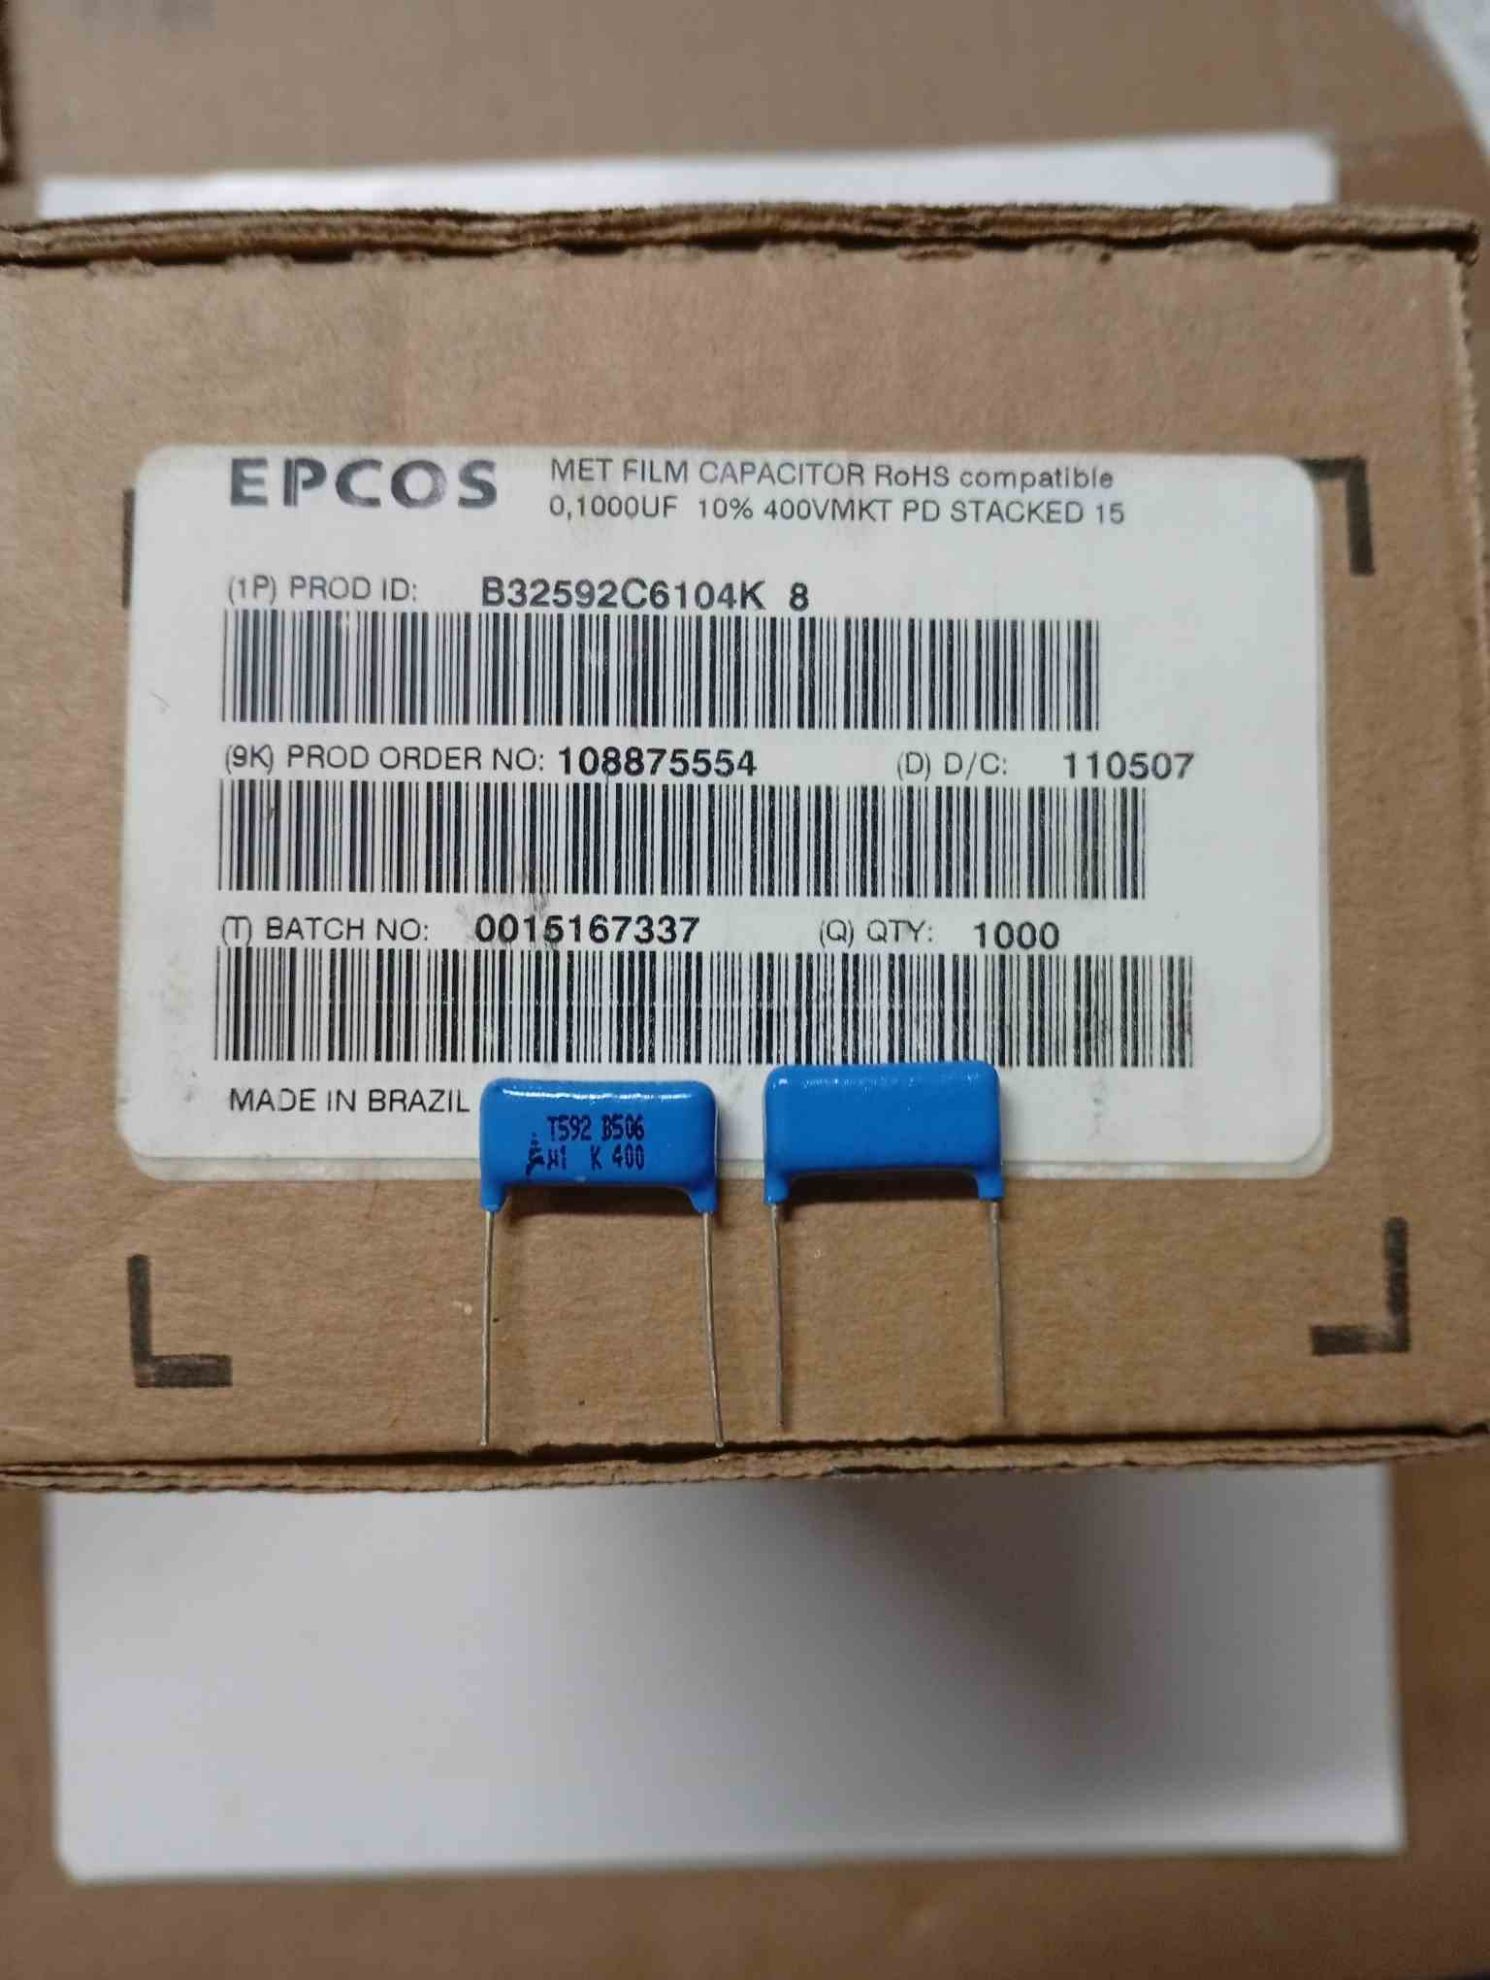 EPCOS
MET FILM CAPACITOR RoHS compatible
0,1000UF 10% 400VMKT PD STACKED 15
(1P) PROD ID: B32592C6104K 8
(9K) PROD ORDER NO: 108875554 (D) D/C: 110507
(T) BATCH NO: 0015167337 (Q) QTY: 1000
MADE IN BRAZIL
T592 B506
K 400